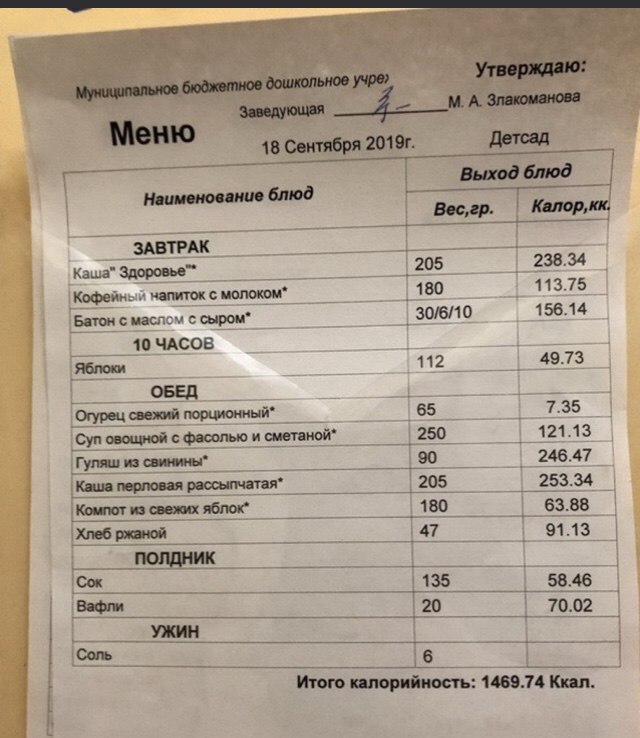 Утверждаю:
Муниципальное бюджетное дошкольное учре
Заведующая М. А. Злакоманова
Меню 18 Сентября 2019г. Детсад
Наименование блюд Выход блюд
Вес,гр. Калор,кк.
ЗАВТРАК
Каша" Здоровье"* 205 238.34
Кофейный напиток с молоком* 180 113.75
Батон с маслом с сыром* 30/6/10 156.14
10 ЧАСОВ
Яблоки 112 49.73
ОБЕД
Огурец свежий порционный* 65 7.35
Суп овощной с фасолью и сметаной* 250 121.13
Гуляш из свинины* 90 246.47
Каша перловая рассыпчатая* 205 253.34
Компот из свежих яблок* 180 63.88
Хлеб ржаной 47 91.13
ПОЛДНИК
Сок 135 58.46
Вафли 20 70.02
УЖИН
Соль 6
Итого калорийность: 1469.74 Ккал.